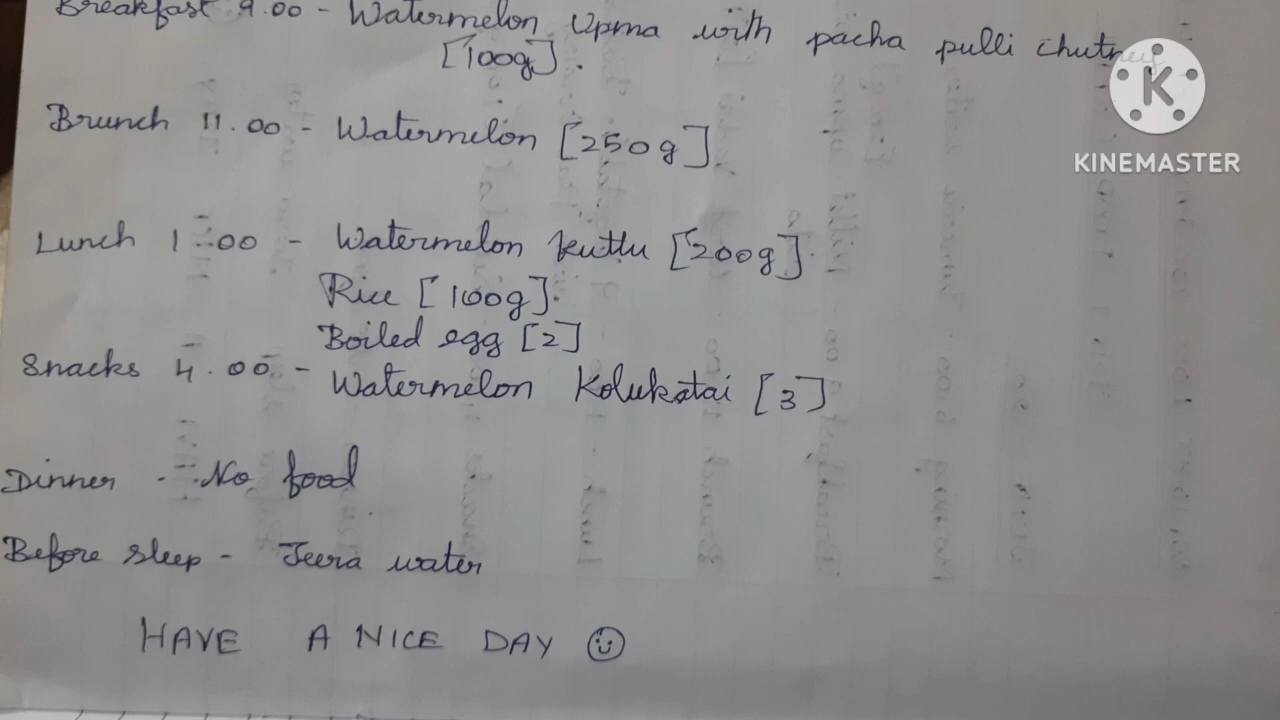 Breakfast 9.00 - Watermelon Upma with pacha pulli chutney
[100g].
KINEMASTER
Brunch 11.00 - Watermelon [250g]
Lunch 1.00 - Watermelon kuttu [200g].
Rice [100g].
Boiled egg [2]
Snacks 4.00 - Watermelon Kolukatai [3]
Dinner - No food
Before sleep - Jeera water
HAVE A NICE DAY ☺